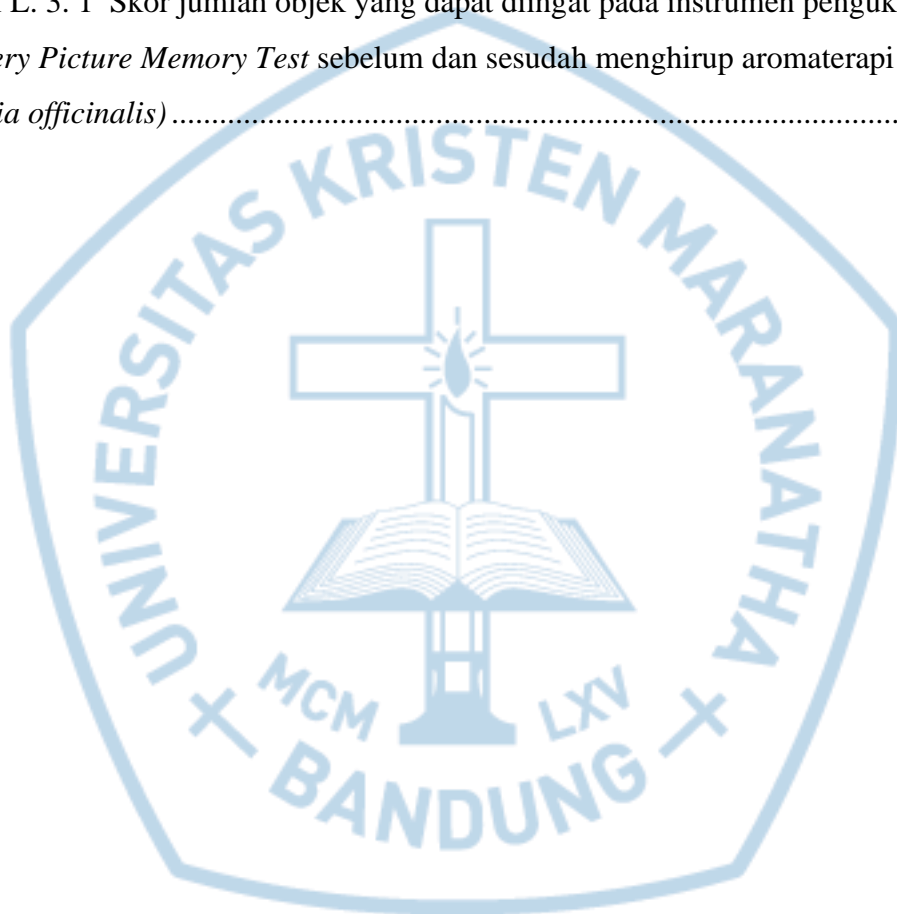 L. 3. 1 Skor jumlah objek yang dapat diingat pada instrumen penguk
ery Picture Memory Test sebelum dan sesudah menghirup aromaterapi
ia officinalis) ....................................................................................................
UNIVERSITAS KRISTEN MARANATHA
MCM LXV
BANDUNG